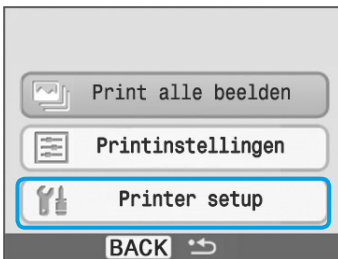 Print alle beelden
Printinstellingen
Printer setup
BACK